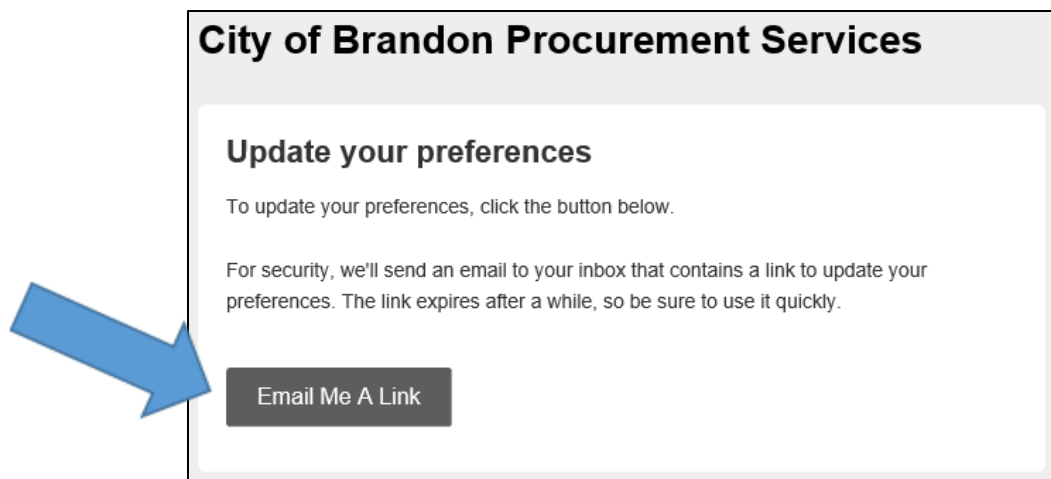 City of Brandon Procurement Services
Update your preferences
To update your preferences, click the button below.
For security, we'll send an email to your inbox that contains a link to update your
preferences. The link expires after a while, so be sure to use it quickly.
Email Me A Link